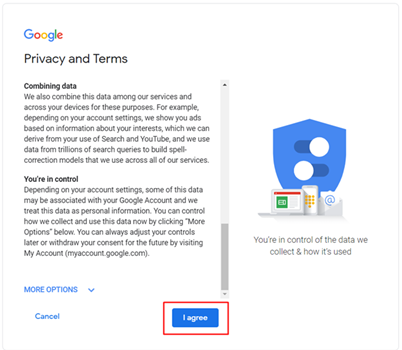 Google
Privacy and Terms
Combining data
We also combine this data among our services and
across your devices for these purposes. For example,
depending on your account settings, we show you ads
based on information about your interests, which we can
derive from your use of Search and YouTube, and we use
data from trillions of search queries to build spell-
correction models that we use across all of our services.
You're in control
Depending on your account settings, some of this data
may be associated with your Google Account and we
treat this data as personal information. You can control
how we collect and use this data now by clicking "More
Options" below. You can always adjust your controls
later or withdraw your consent for the future by visiting
My Account (myaccount.google.com).
MORE OPTIONS
Cancel
I agree
@
You're in control of the data we
collect & how it's used